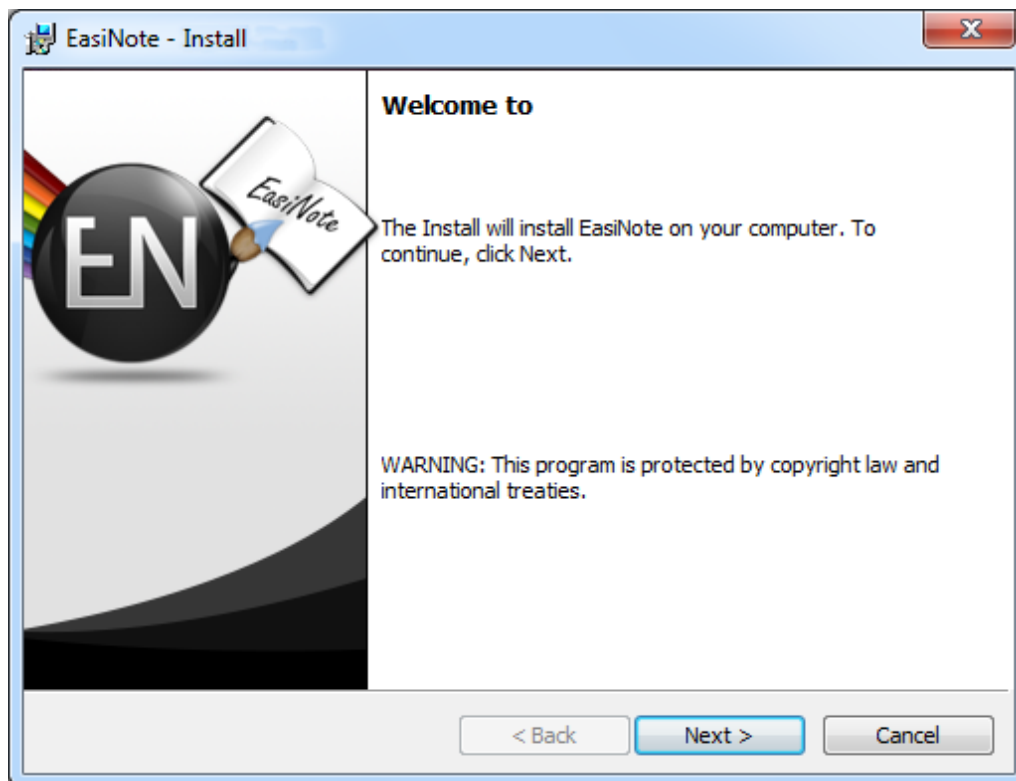 EasiNote - Install
Welcome to
EN
EasiNote
The Install will install EasiNote on your computer. To
continue, click Next.
WARNING: This program is protected by copyright law and
international treaties.
< Back
Next >
Cancel